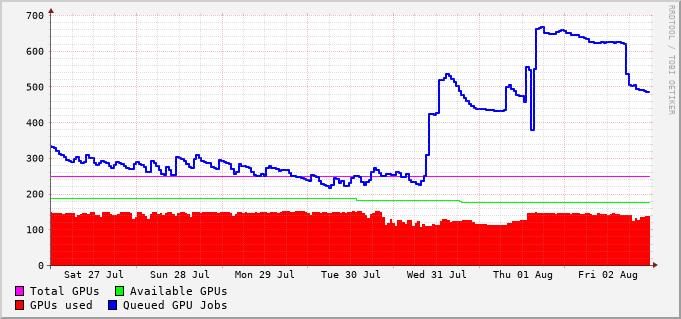 RRDTOOL / TOBI OETIKER
700
600
500
400
300
200
100
0
Sat 27 Jul Sun 28 Jul Mon 29 Jul Tue 30 Jul Wed 31 Jul Thu 01 Aug Fri 02 Aug
Total GPUs Available GPUs
GPUs used Queued GPU Jobs